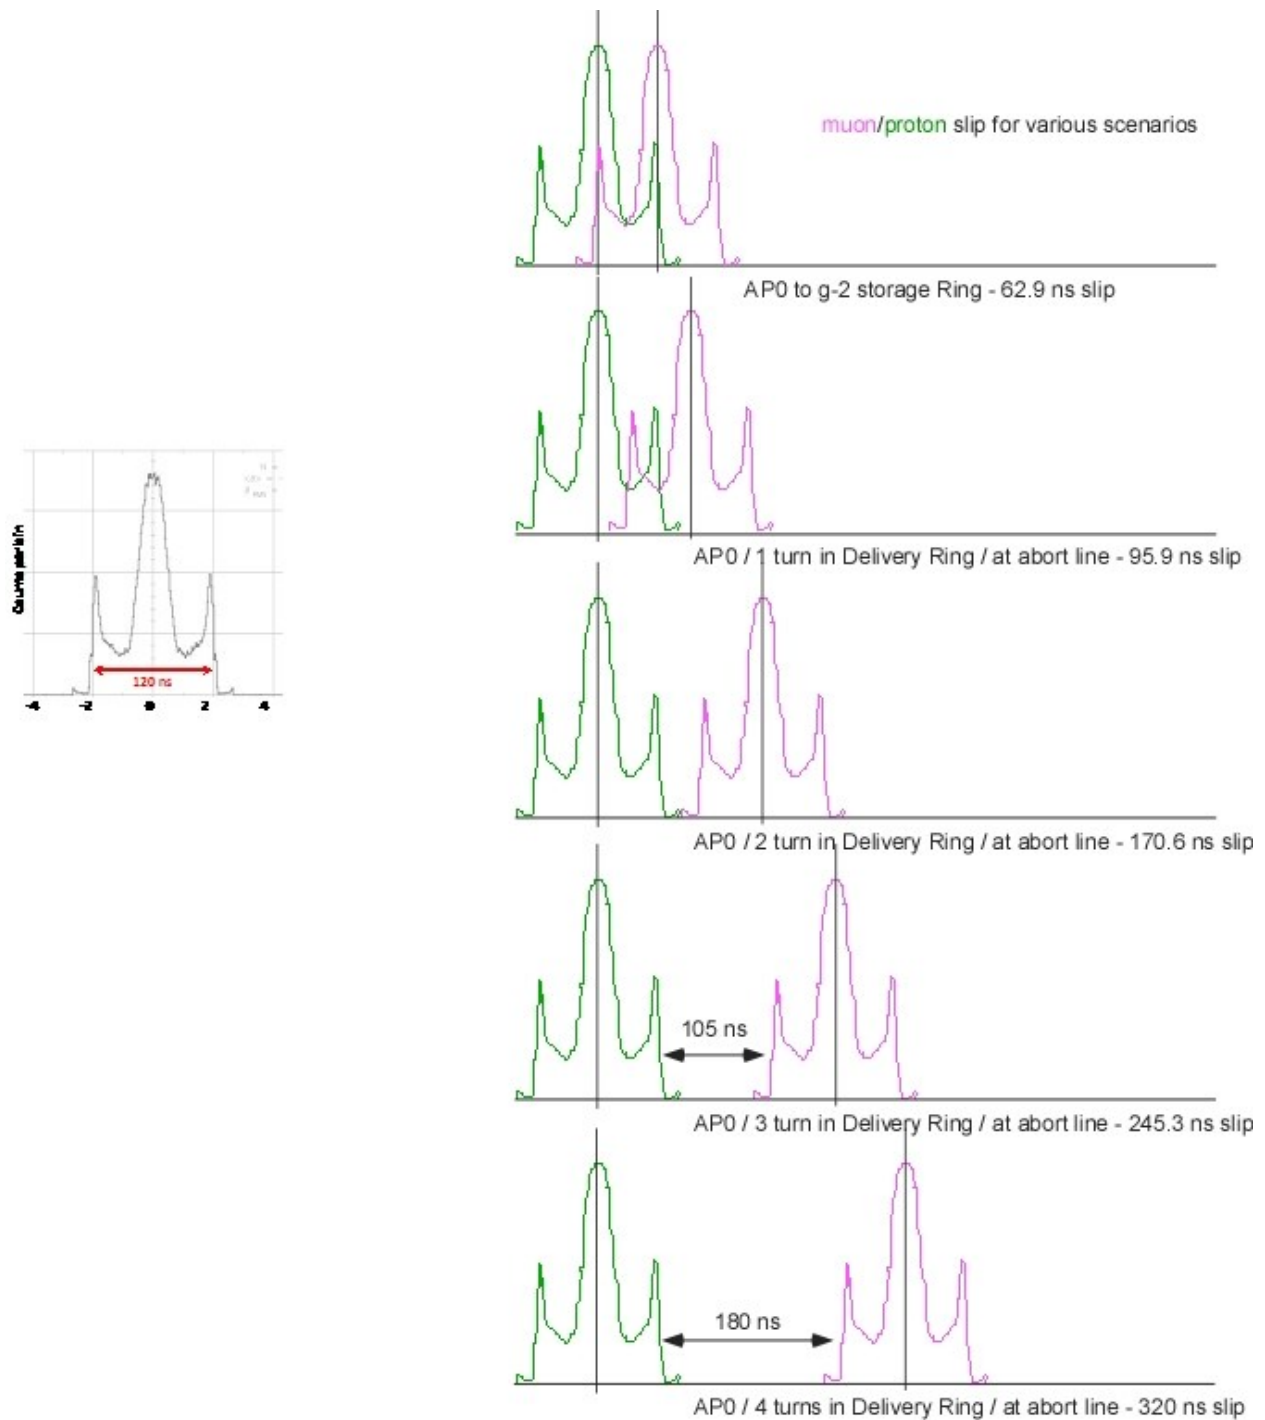 muon/proton slip for various scenarios
AP0 to g-2 storage Ring - 62.9 ns slip
AP0 / 1 turn in Delivery Ring / at abort line - 95.9 ns slip
120 ns
-4 -2 0 2 4
AP0 / 2 turn in Delivery Ring / at abort line - 170.6 ns slip
105 ns
AP0 / 3 turn in Delivery Ring / at abort line - 245.3 ns slip
180 ns
AP0 / 4 turns in Delivery Ring / at abort line - 320 ns slip